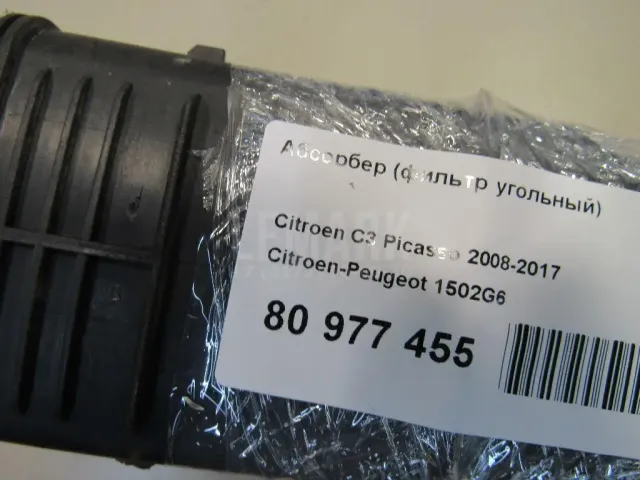 Абсорбер (фильтр угольный)
Citroen C3 Picasso 2008-2017
Citroen-Peugeot 1502G6
80 977 455